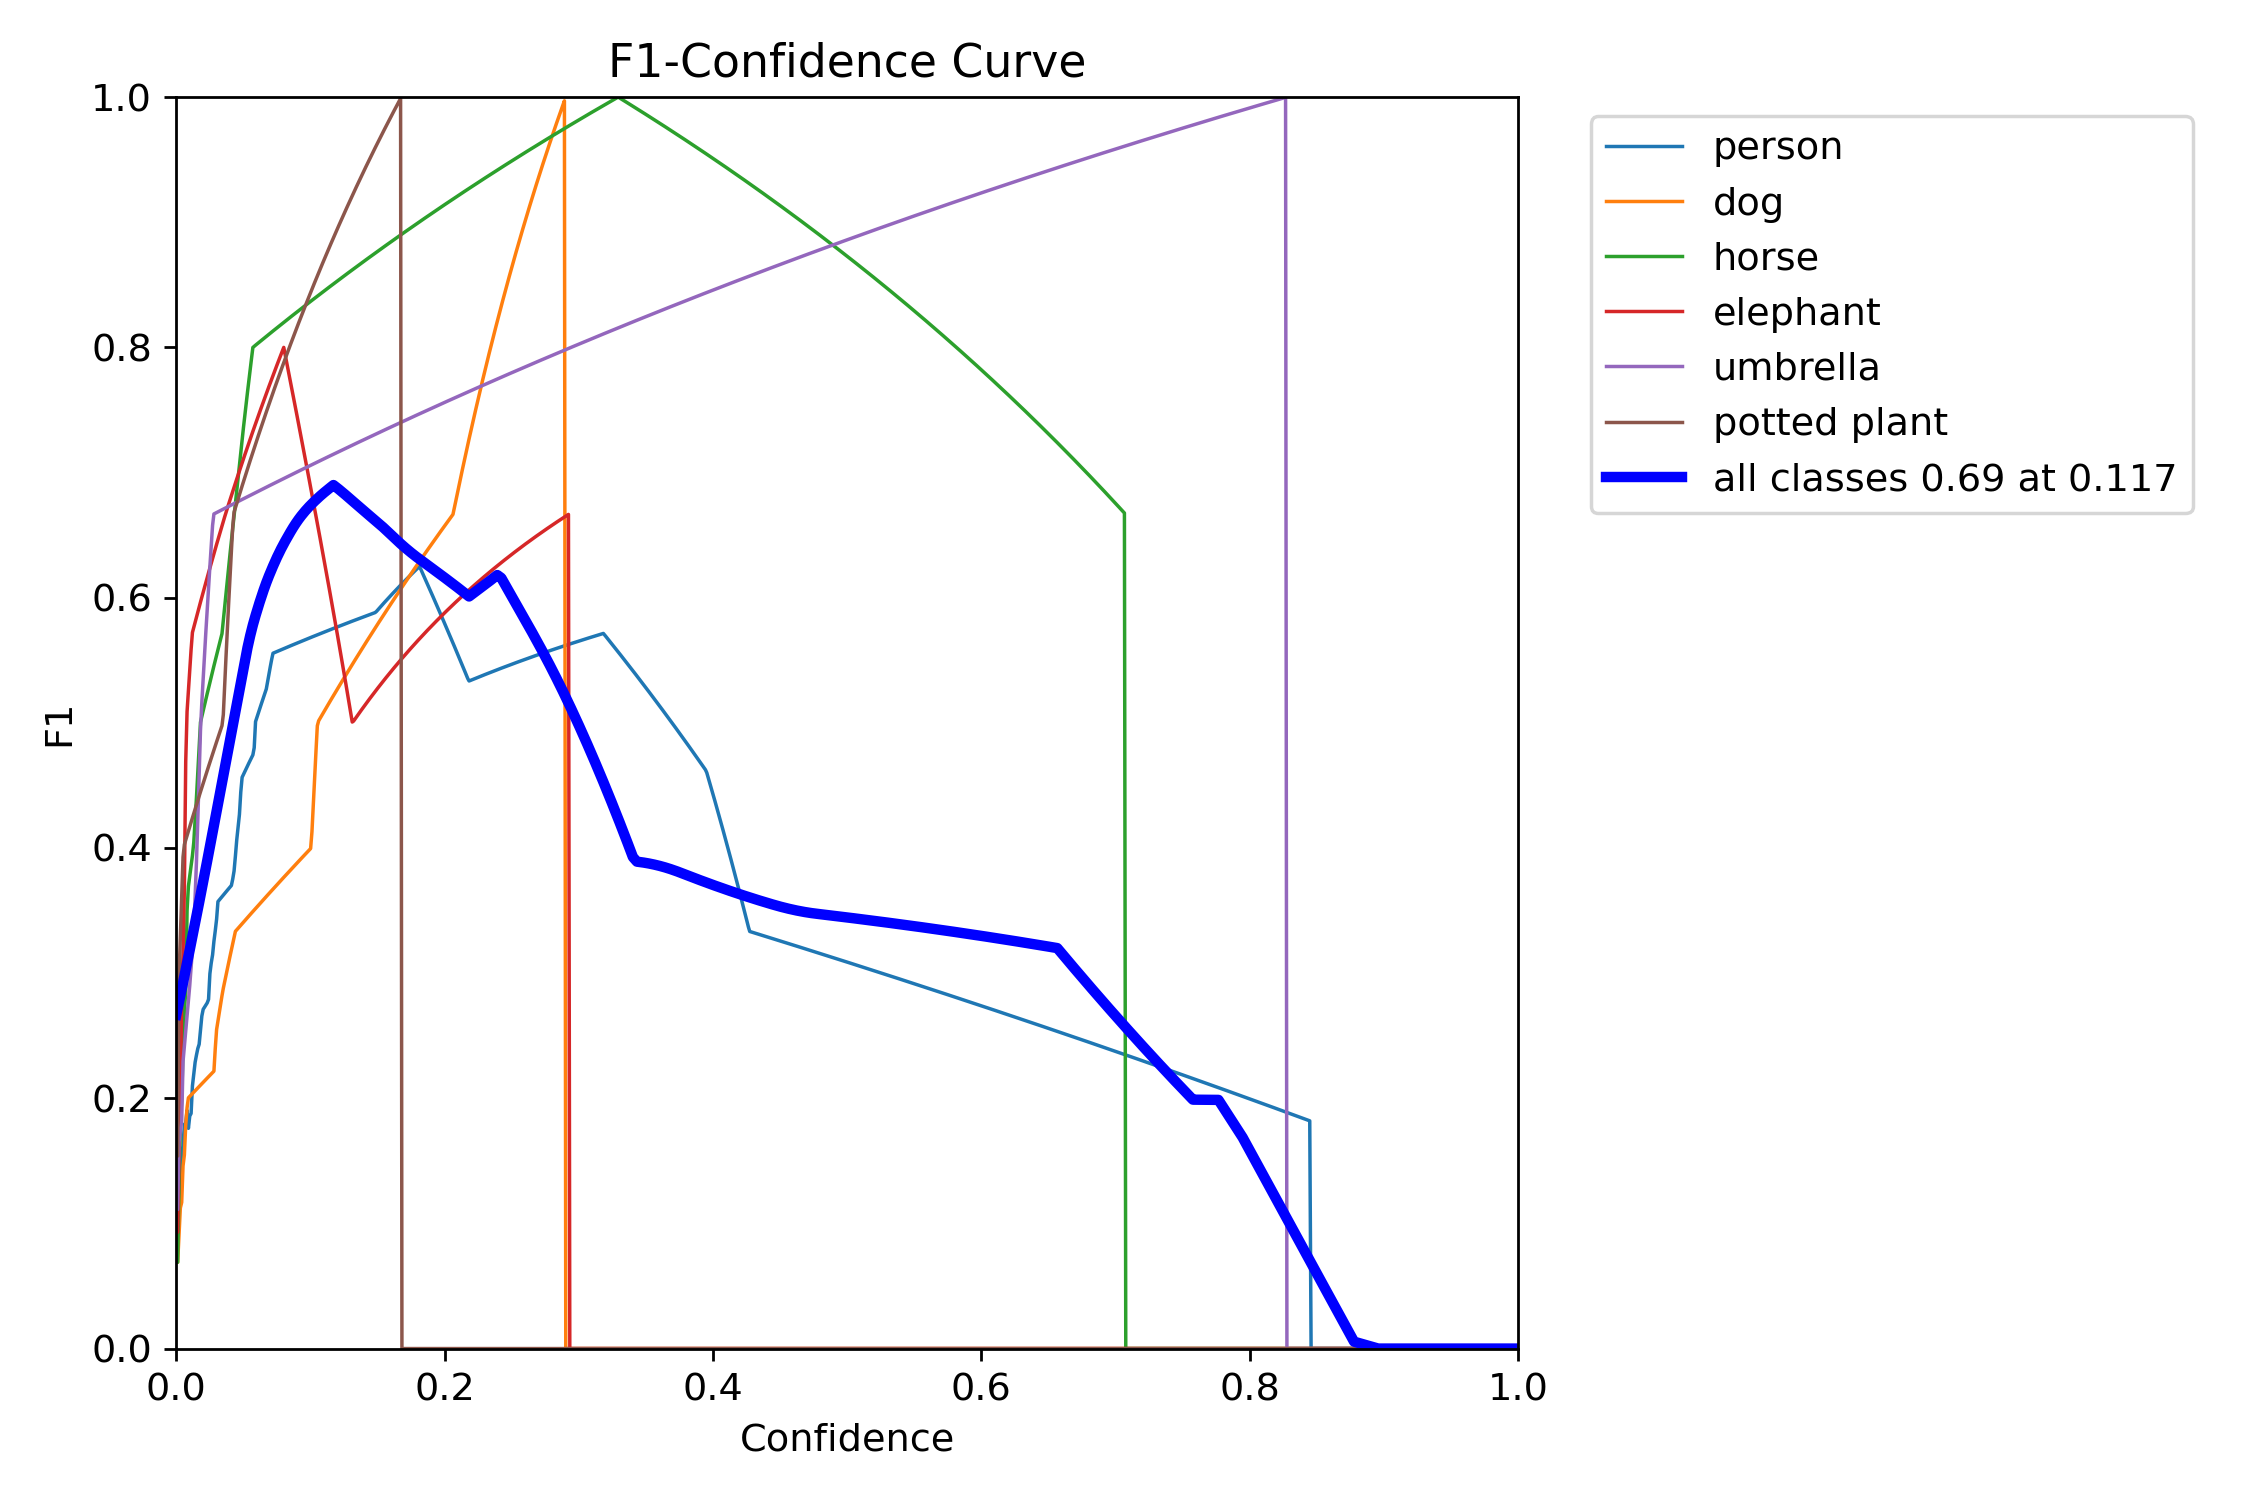 F1-Confidence Curve
1.0
0.8
0.6
0.4
0.2
0.0
F1
0.0 0.2 0.4 0.6 0.8 1.0
Confidence
person
dog
horse
elephant
umbrella
potted plant
all classes 0.69 at 0.117